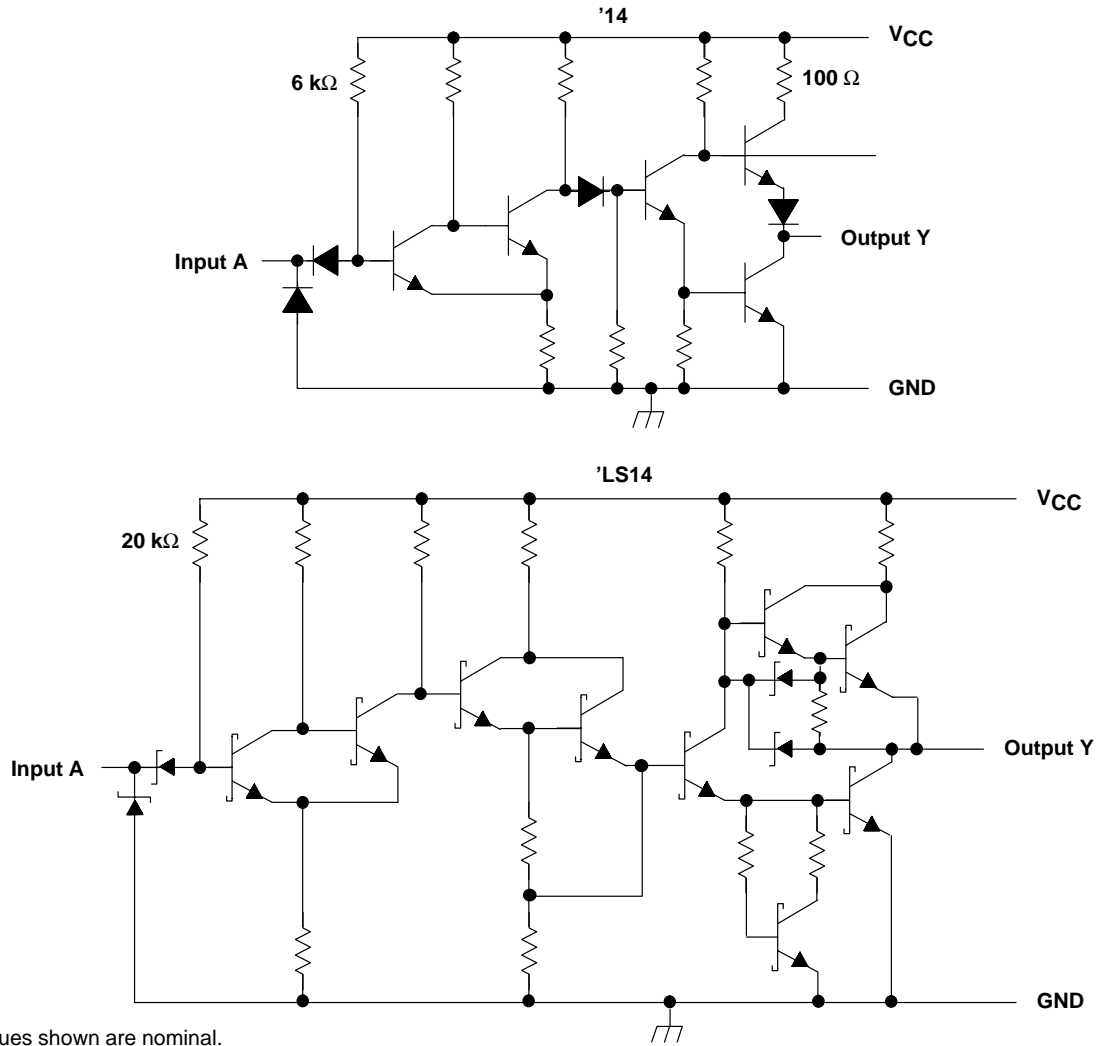 ’14
VCC
6 kΩ
100 Ω
Input A
Output Y
GND
’LS14
VCC
20 kΩ
Input A
Output Y
GND
ues shown are nominal.